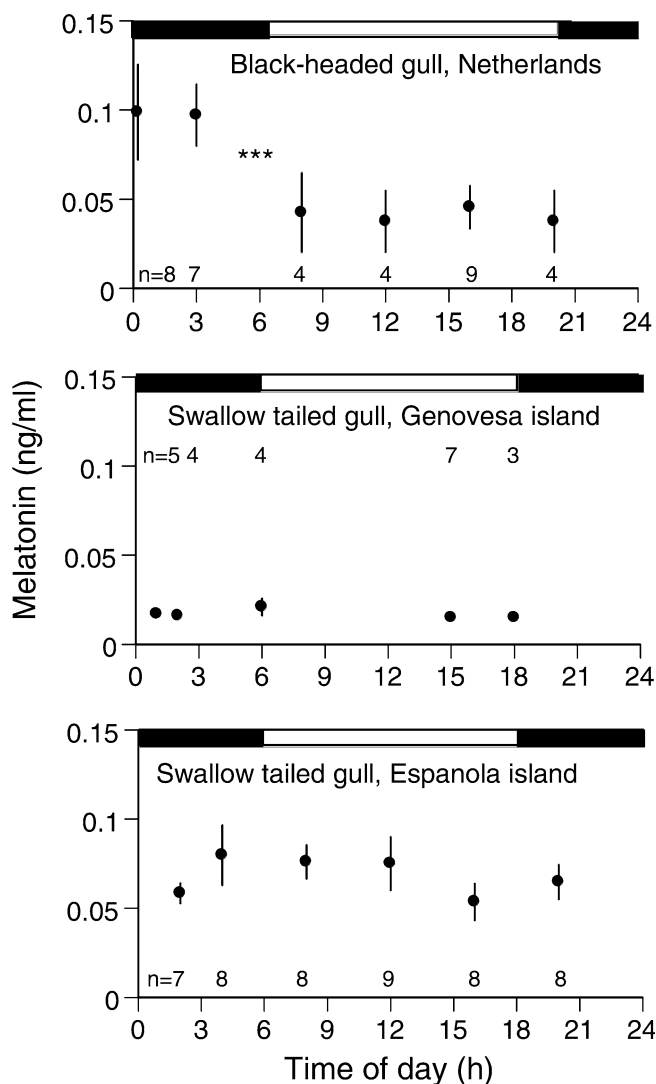 0.15
Black-headed gull, Netherlands
0.1
***
0.05
n=8 7 4 4 9 4
0
0 3 6 9 12 15 18 21 24
0.15
Swallow tailed gull, Genovesa island
n=5 4 4 7 3
0.1
0.05
0
0 3 6 9 12 15 18 21 24
Melatonin (ng/ml)
0.15
Swallow tailed gull, Espanola island
0.1
0.05
n=7 8 8 9 8 8
0
0 3 6 9 12 15 18 21 24
Time of day (h)